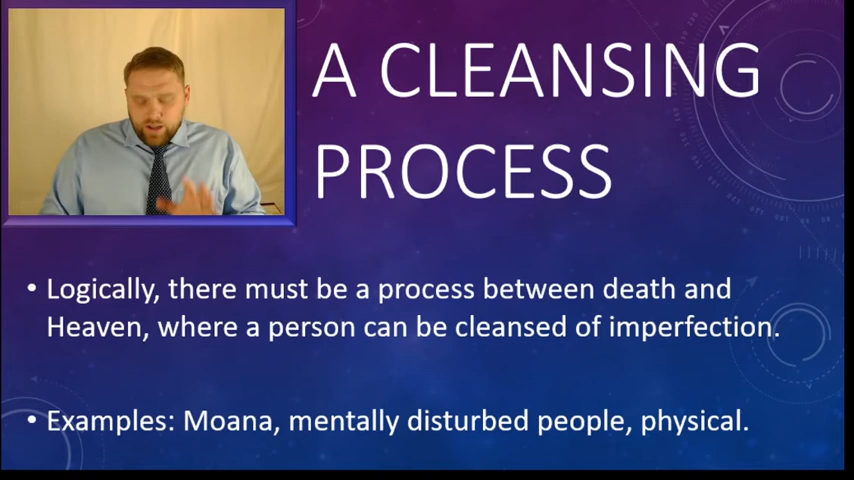 A CLEANSING
PROCESS
• Logically, there must be a process between death and
Heaven, where a person can be cleansed of imperfection.
• Examples: Moana, mentally disturbed people, physical.